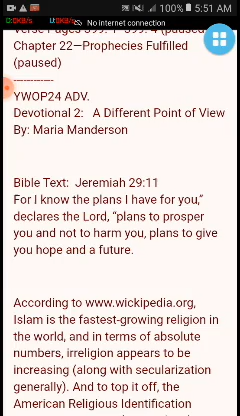 100% 5:51 AM
0:0KB/s U:0KB/s No internet connection
Chapter 22—Prophecies Fulfilled
(paused)
-------------
YWOP24 ADV.
Devotional 2: A Different Point of View
By: Maria Manderson
Bible Text: Jeremiah 29:11
For I know the plans I have for you,”
declares the Lord, “plans to prosper
you and not to harm you, plans to give
you hope and a future.
According to www.wickipedia.org,
Islam is the fastest-growing religion in
the world, and in terms of absolute
numbers, irreligion appears to be
increasing (along with secularization
generally). And to top it off, the
American Religious Identification